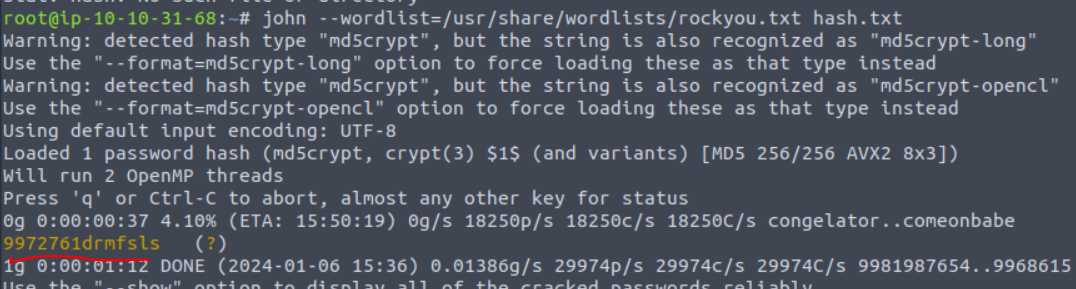 root@ip-10-10-31-68:~# john --wordlist=/usr/share/wordlists/rockyou.txt hash.txt
Warning: detected hash type "md5crypt", but the string is also recognized as "md5crypt-long"
Use the "--format=md5crypt-long" option to force loading these as that type instead
Warning: detected hash type "md5crypt", but the string is also recognized as "md5crypt-opencl"
Use the "--format=md5crypt-opencl" option to force loading these as that type instead
Using default input encoding: UTF-8
Loaded 1 password hash (md5crypt, crypt(3) $1$ (and variants) [MD5 256/256 AVX2 8x3])
Will run 2 OpenMP threads
Press 'q' or Ctrl-C to abort, almost any other key for status
0g 0:00:00:37 4.10% (ETA: 15:50:19) 0g/s 18250p/s 18250c/s 18250C/s congelator..comeonbabe
9972761drmfsls (?)
1g 0:00:01:12 DONE (2024-01-06 15:36) 0.01386g/s 29974p/s 29974c/s 29974C/s 9981987654..9968615
Use the "--show" option to display all of the cracked passwords reliably